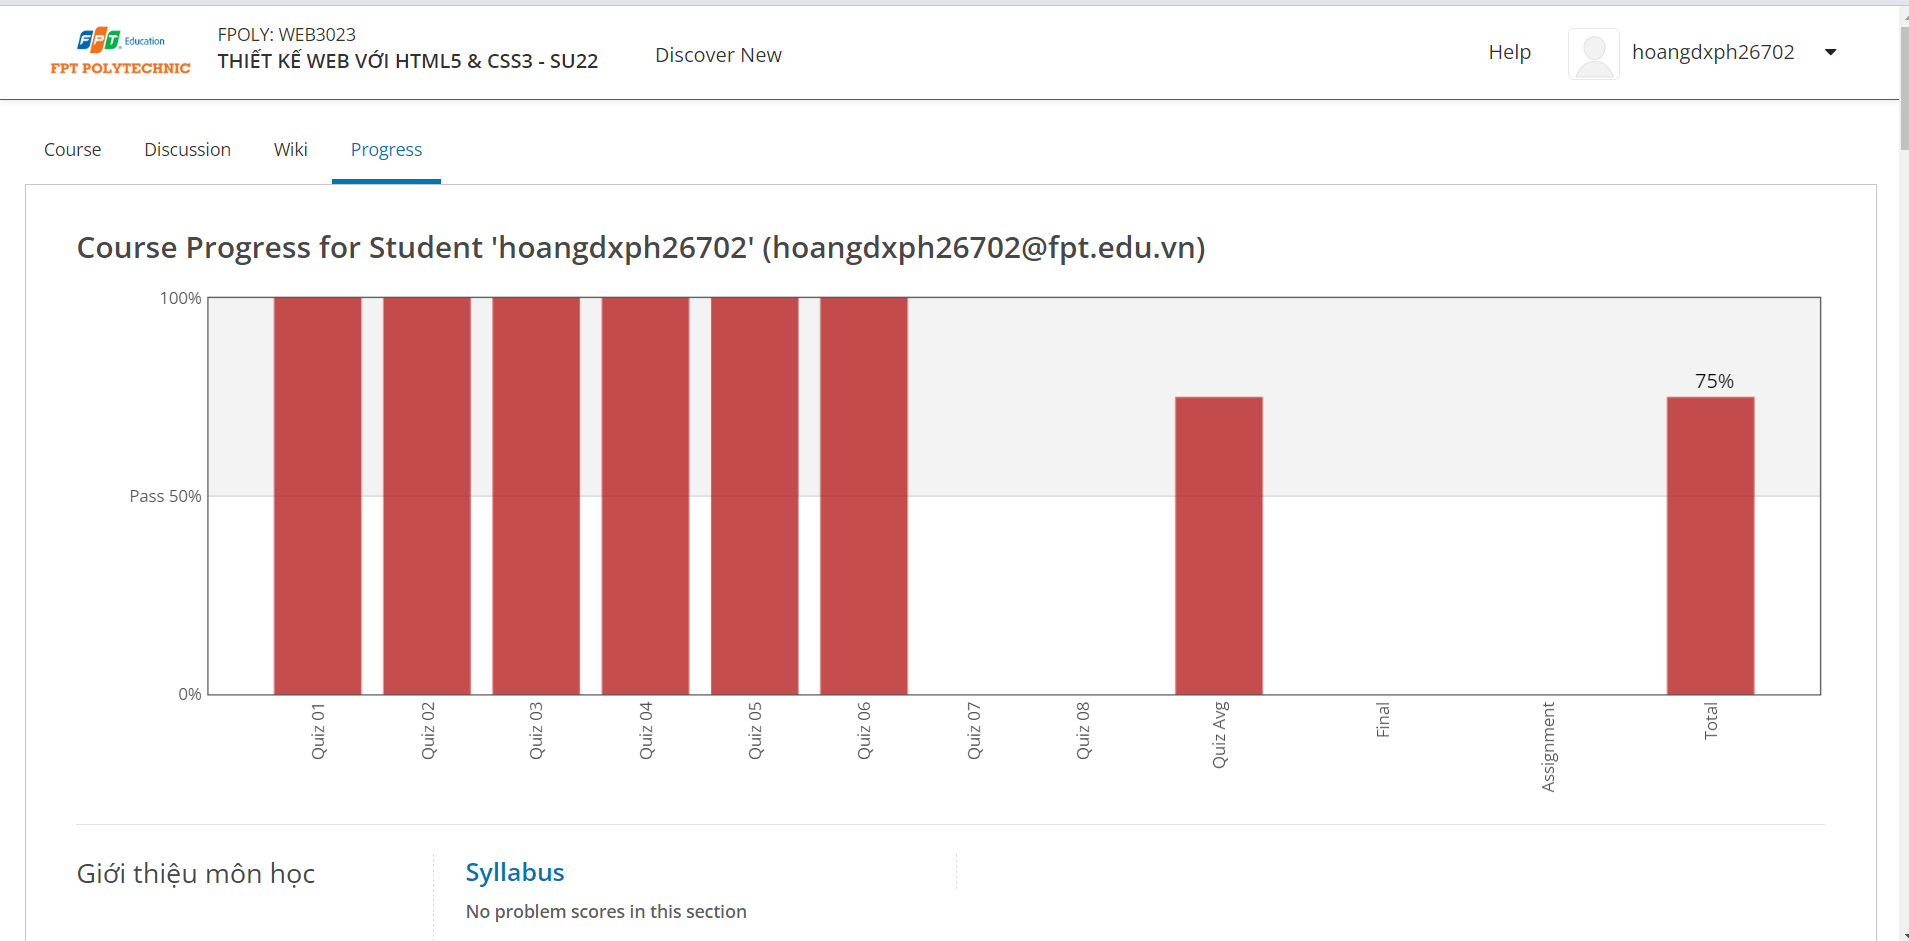 FPT Education
FPT POLYTECHNIC
FPOLY: WEB3023
THIẾT KẾ WEB VỚI HTML5 & CSS3 - SU22
Discover New
Help
hoangdxph26702
Course
Discussion
Wiki
Progress
Course Progress for Student 'hoangdxph26702' (hoangdxph26702@fpt.edu.vn)
100%
75%
Pass 50%
0%
Quiz 01
Quiz 02
Quiz 03
Quiz 04
Quiz 05
Quiz 06
Quiz 07
Quiz 08
Quiz Avg
Final
Assignment
Total
Giới thiệu môn học
Syllabus
No problem scores in this section